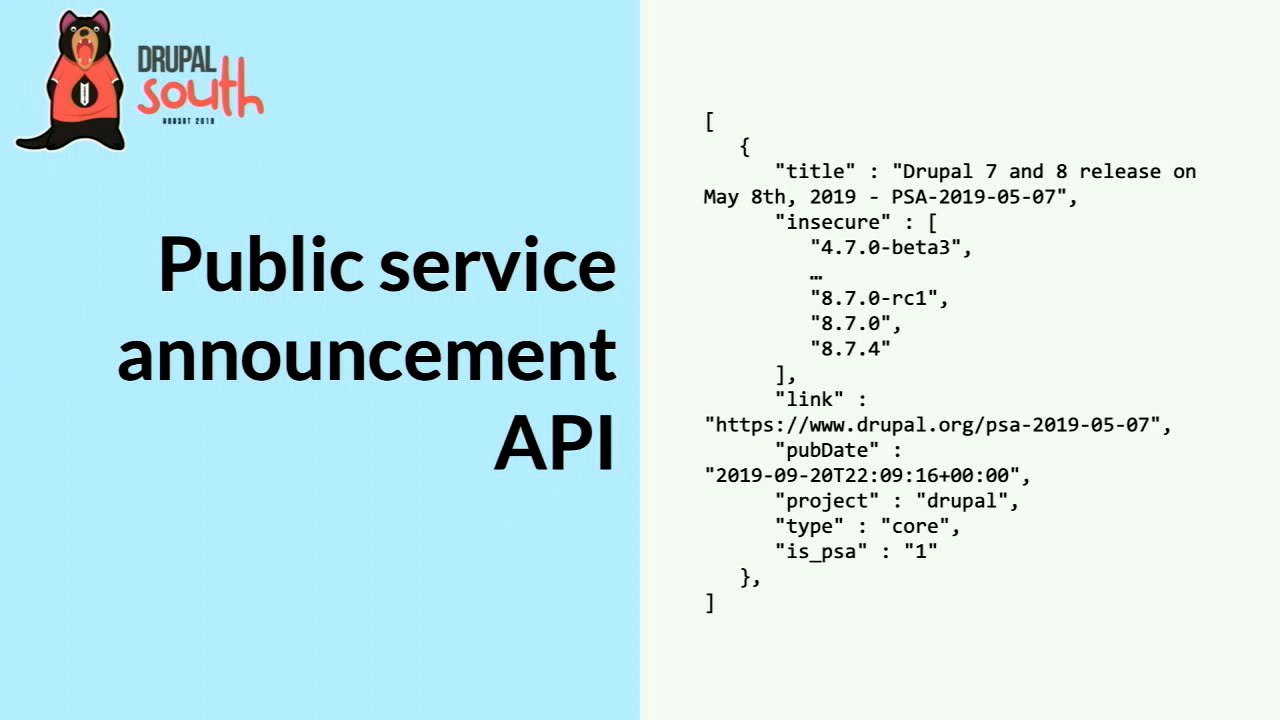 DRUPAL
south
HOBART 2019
Public service
announcement
API
[
{
"title" : "Drupal 7 and 8 release on
May 8th, 2019 - PSA-2019-05-07",
"insecure" : [
"4.7.0-beta3",
…
"8.7.0-rc1",
"8.7.0",
"8.7.4"
],
"link" :
"https://www.drupal.org/psa-2019-05-07",
"pubDate" :
"2019-09-20T22:09:16+00:00",
"project" : "drupal",
"type" : "core",
"is_psa" : "1"
},
]